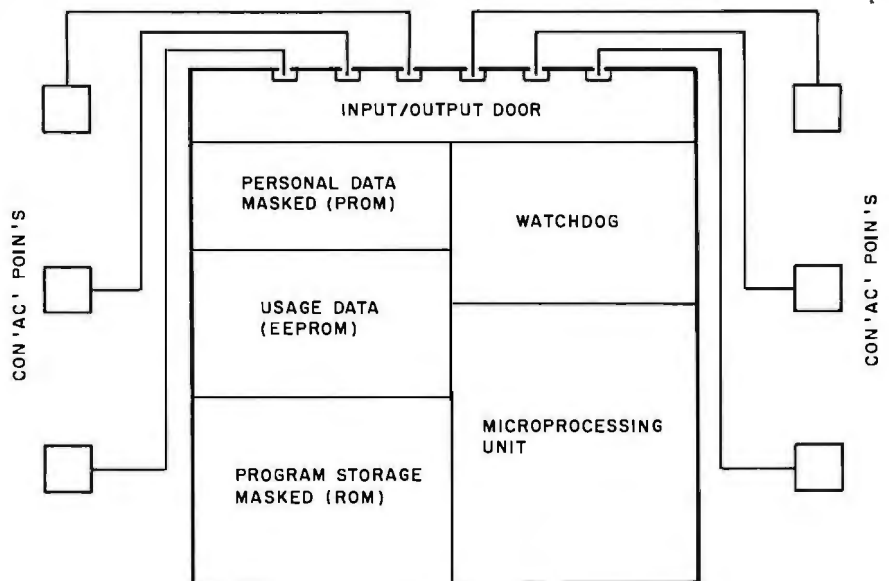 INPUT/OUTPUT DOOR
PERSONAL DATA
MASKED (PROM)
WATCHDOG
USAGE DATA
(EEPROM)
MICROPROCESSING
UNIT
PROGRAM STORAGE
MASKED (ROM)
CON'AC' POIN'S
CON'AC' POIN'S